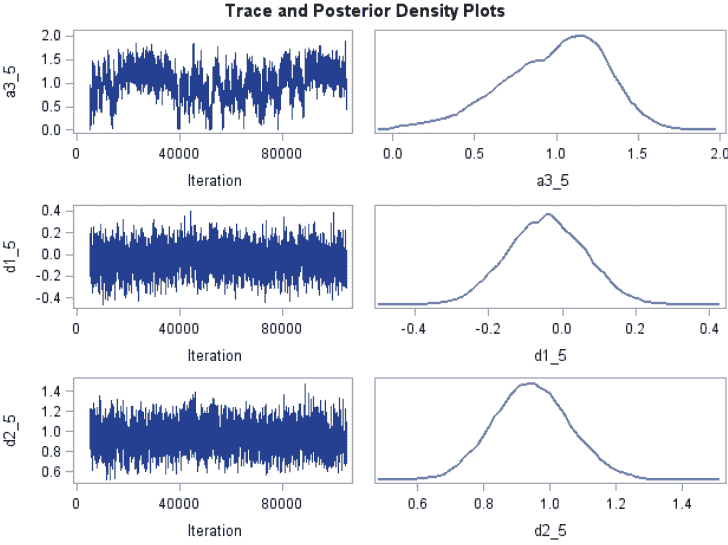 Trace and Posterior Density Plots
a3_5
2.0
1.5
1.0
0.5
0.0
0 40000 80000
Iteration
0.0 0.5 1.0 1.5 2.0
a3_5
d1_5
0.4
0.2
0.0
-0.2
-0.4
0 40000 80000
Iteration
-0.4 -0.2 0.0 0.2 0.4
d1_5
d2_5
1.4
1.2
1.0
0.8
0.6
0 40000 80000
Iteration
0.6 0.8 1.0 1.2 1.4
d2_5